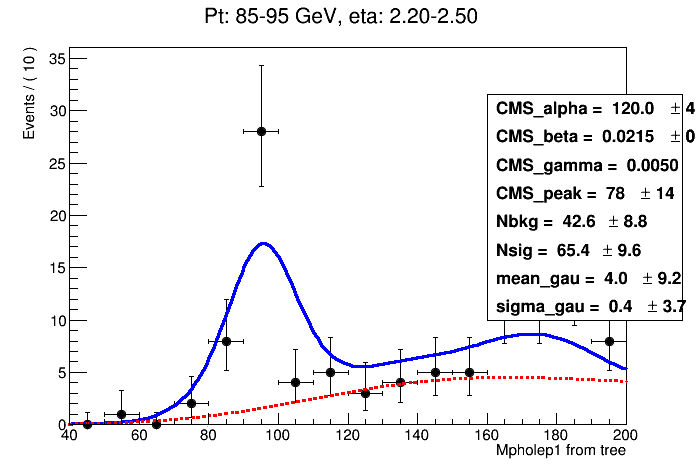 Pt: 85-95 GeV, eta: 2.20-2.50
Events / ( 10 )
35
30
25
20
15
10
5
0
CMS_alpha = 120.0 ± 4
CMS_beta = 0.0215 ± 0
CMS_gamma = 0.0050
CMS_peak = 78 ± 14
Nbkg = 42.6 ± 8.8
Nsig = 65.4 ± 9.6
mean_gau = 4.0 ± 9.2
sigma_gau = 0.4 ± 3.7
40 60 80 100 120 140 160 180 200
Mpholep1 from tree